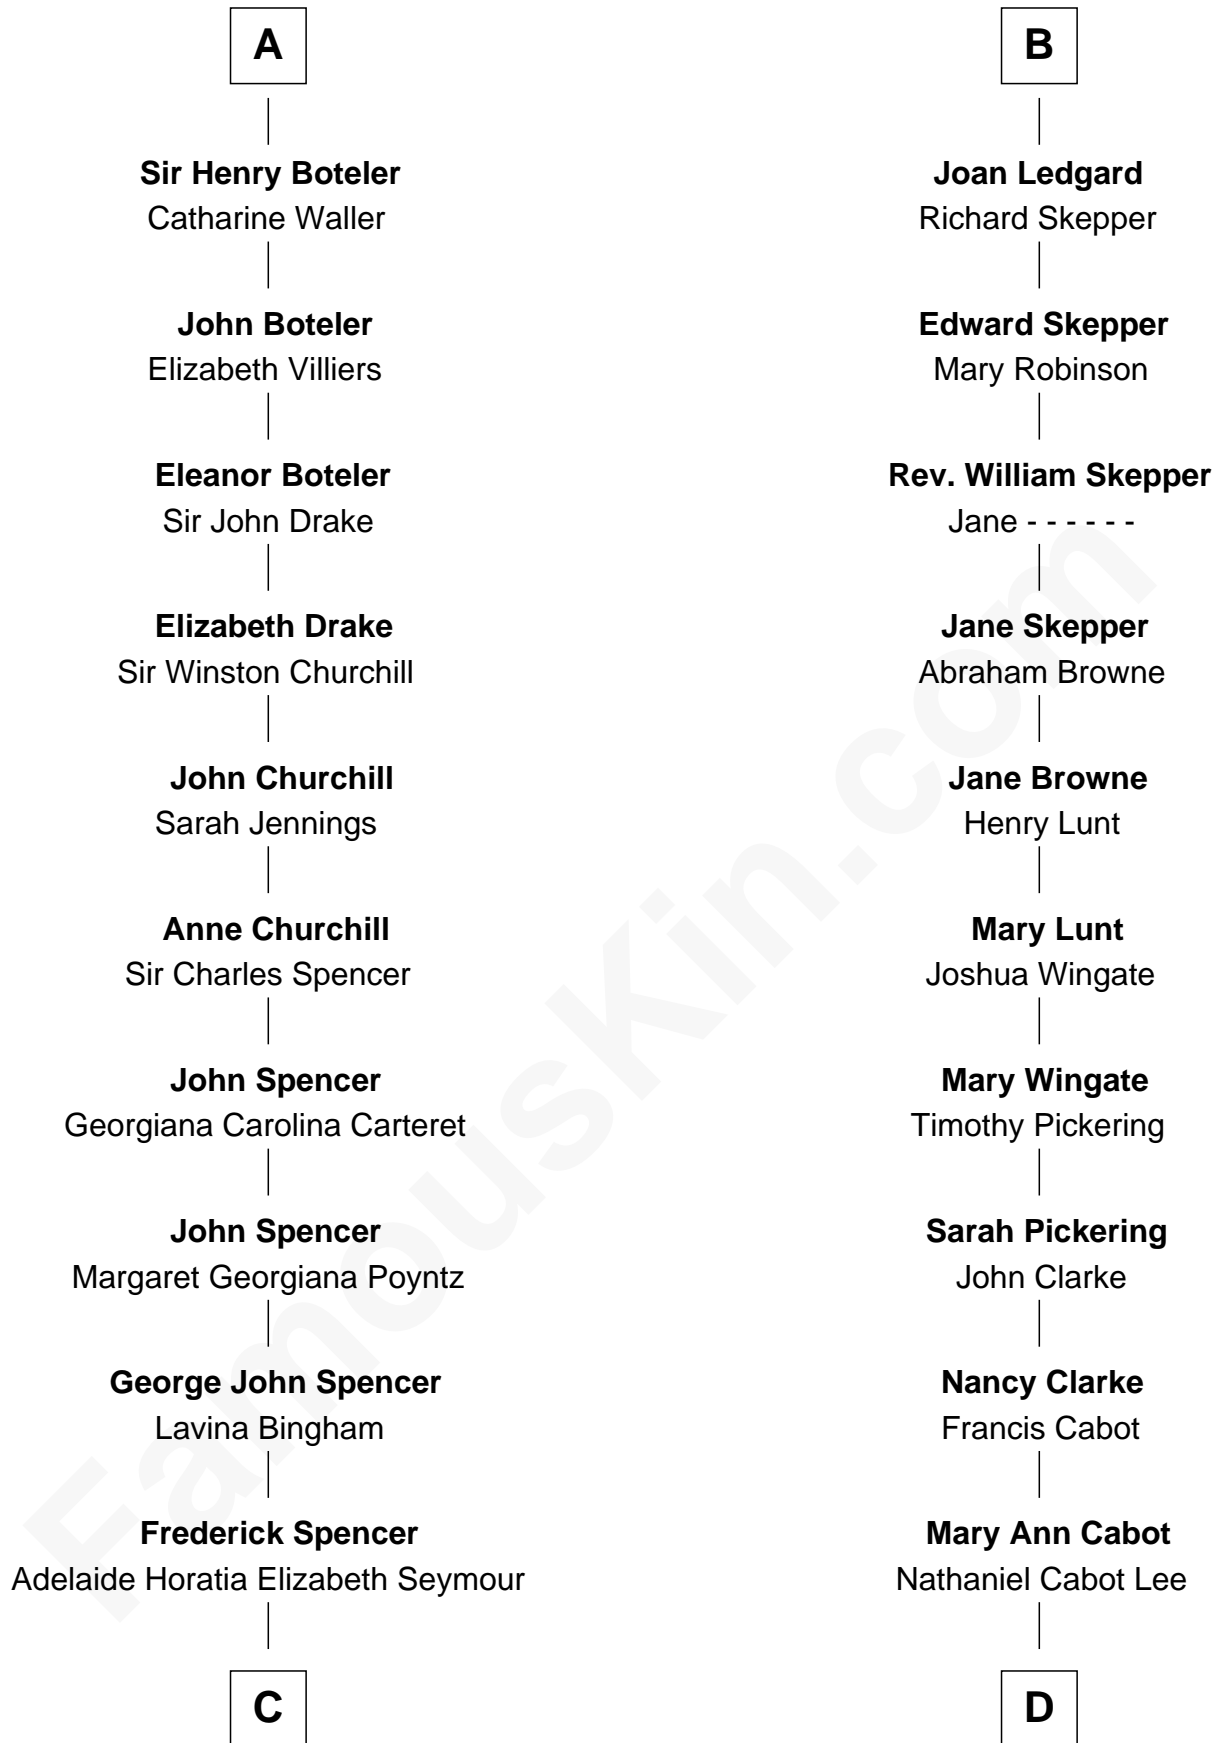 A
Sir Henry Boteler
Catharine Waller
John Boteler
Elizabeth Villiers
Eleanor Boteler
Sir John Drake
Elizabeth Drake
Sir Winston Churchill
John Churchill
Sarah Jennings
Anne Churchill
Sir Charles Spencer
John Spencer
Georgiana Carolina Carteret
John Spencer
Margaret Georgiana Poyntz
George John Spencer
Lavina Bingham
Frederick Spencer
Adelaide Horatia Elizabeth Seymour
C
B
Joan Ledgard
Richard Skepper
Edward Skepper
Mary Robinson
Rev. William Skepper
Jane - - - - - -
Jane Skepper
Abraham Browne
Jane Browne
Henry Lunt
Mary Lunt
Joshua Wingate
Mary Wingate
Timothy Pickering
Sarah Pickering
John Clarke
Nancy Clarke
Francis Cabot
Mary Ann Cabot
Nathaniel Cabot Lee
D
FamousKin.com